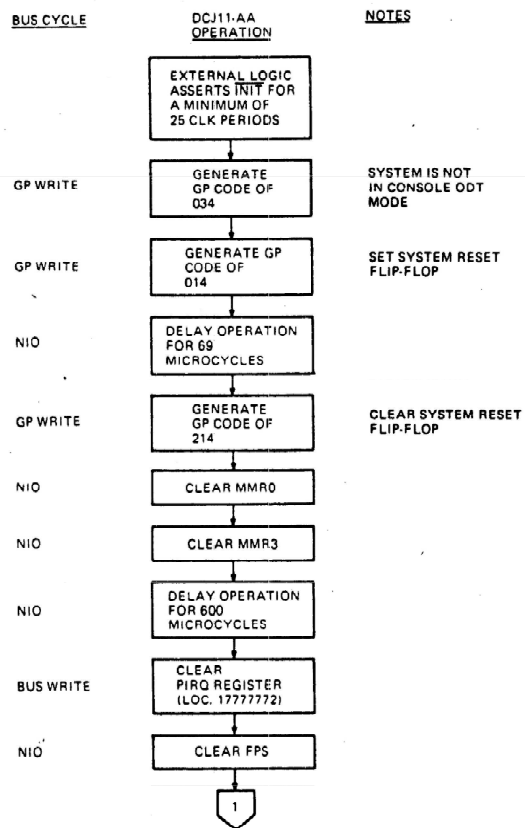 BUS CYCLE
DCJ11-AA
OPERATION
NOTES
EXTERNAL LOGIC
ASSERTS INIT FOR
A MINIMUM OF
25 CLK PERIODS
GP WRITE
GENERATE
GP CODE OF
034
SYSTEM IS NOT
IN CONSOLE ODT
MODE
GP WRITE
GENERATE GP
CODE OF
014
SET SYSTEM RESET
FLIP-FLOP
NIO
DELAY OPERATION
FOR 69
MICROCYCLES
GP WRITE
GENERATE
GP CODE OF
214
CLEAR SYSTEM RESET
FLIP-FLOP
NIO
CLEAR MMR0
NIO
CLEAR MMR3
NIO
DELAY OPERATION
FOR 600
MICROCYCLES
BUS WRITE
CLEAR
PIRQ REGISTER
(LOC. 17777772)
NIO
CLEAR FPS
1